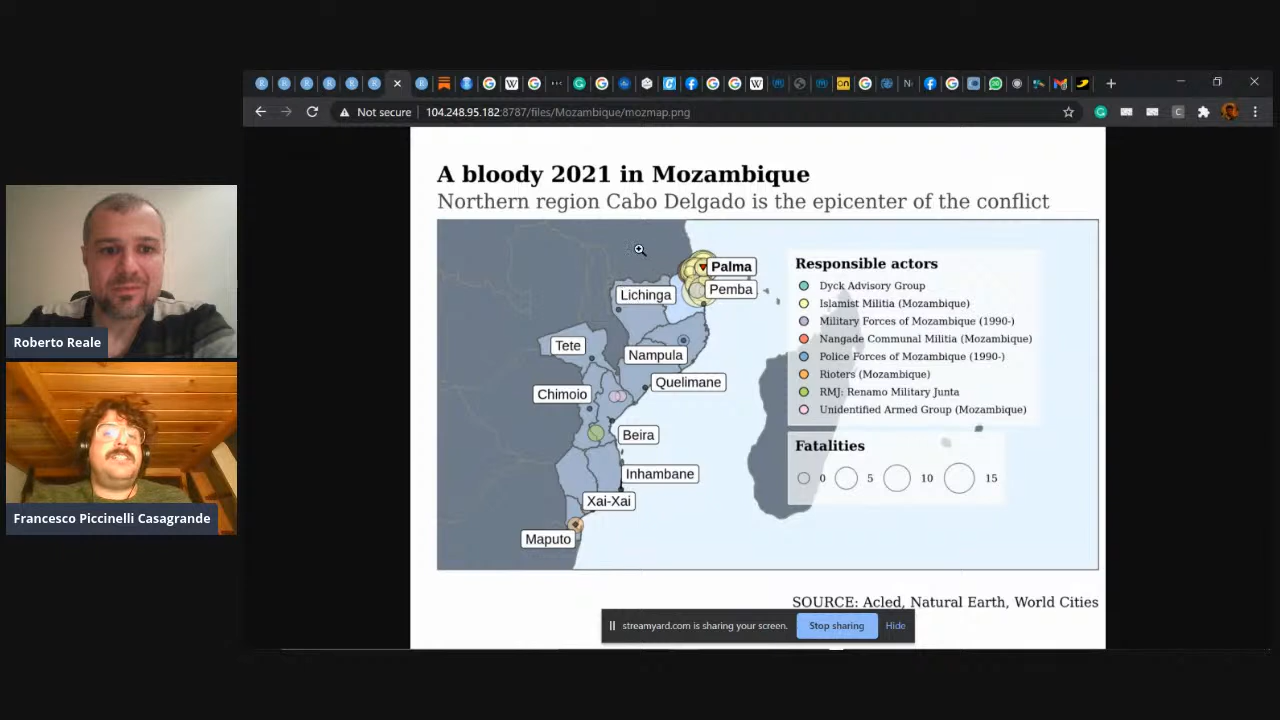 Not secure
104.248.95.182:8787/files/Mozambique/mozmap.png
A bloody 2021 in Mozambique
Northern region Cabo Delgado is the epicenter of the conflict
Palma
Pemba
Lichinga
Tete
Nampula
Quelimane
Chimoio
Beira
Inhambane
Xai-Xai
Maputo
Responsible actors
Dyck Advisory Group
Islamist Militia (Mozambique)
Military Forces of Mozambique (1990-)
Nangade Communal Militia (Mozambique)
Police Forces of Mozambique (1990-)
Rioters (Mozambique)
RMJ: Renamo Military Junta
Unidentified Armed Group (Mozambique)
Fatalities
0 5 10 15
SOURCE: Acled, Natural Earth, World Cities
streamyard.com is sharing your screen.
Stop sharing
Hide
Roberto Reale
Francesco Piccinelli Casagrande